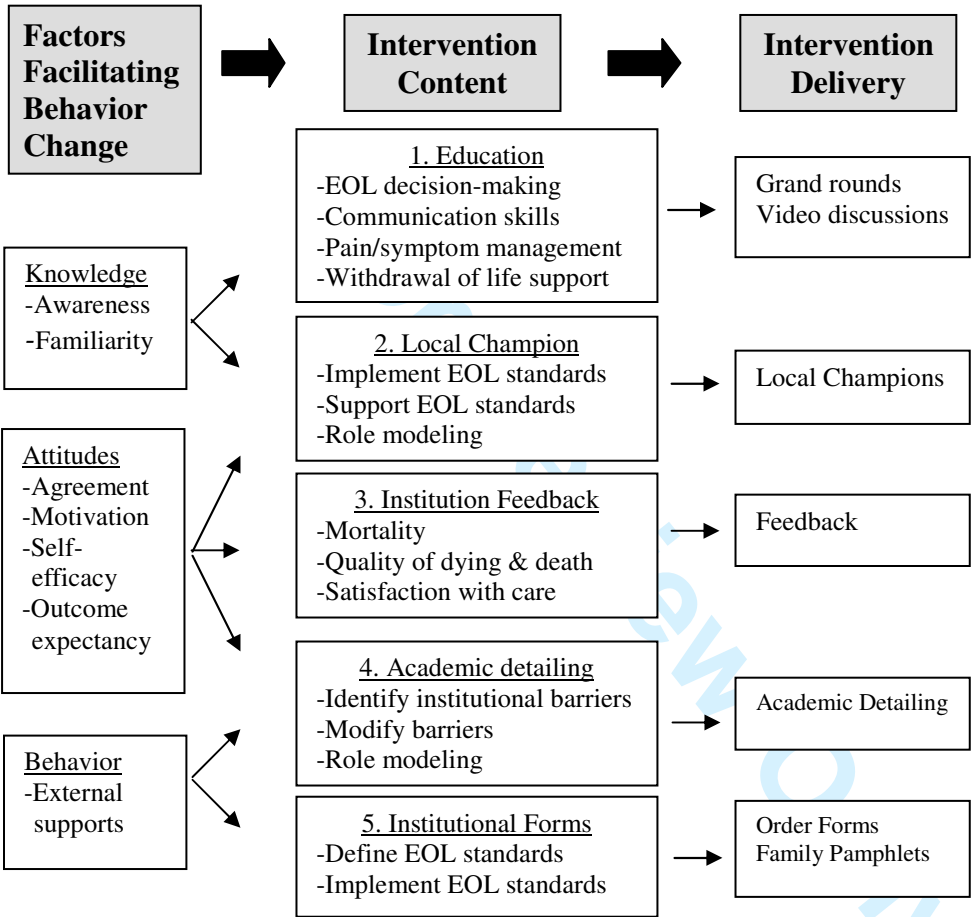 Factors
Facilitating
Behavior
Change
Intervention
Content
Intervention
Delivery
Knowledge
-Awareness
-Familiarity
Attitudes
-Agreement
-Motivation
-Self-
efficacy
-Outcome
expectancy
Behavior
-External
supports
1. Education
-EOL decision-making
-Communication skills
-Pain/symptom management
-Withdrawal of life support
2. Local Champion
-Implement EOL standards
-Support EOL standards
-Role modeling
3. Institution Feedback
-Mortality
-Quality of dying & death
-Satisfaction with care
4. Academic detailing
-Identify institutional barriers
-Modify barriers
-Role modeling
5. Institutional Forms
-Define EOL standards
-Implement EOL standards
Grand rounds
Video discussions
Local Champions
Feedback
Academic Detailing
Order Forms
Family Pamphlets